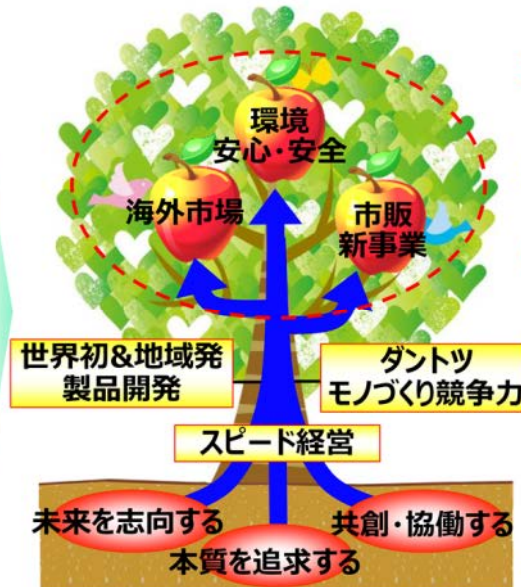 環境
安心・安全
海外市場
市販
新事業
世界初&地域発
製品開発
ダントツ
モノづくり競争力
スピード経営
未来を志向する
本質を追求する
共創・協働する